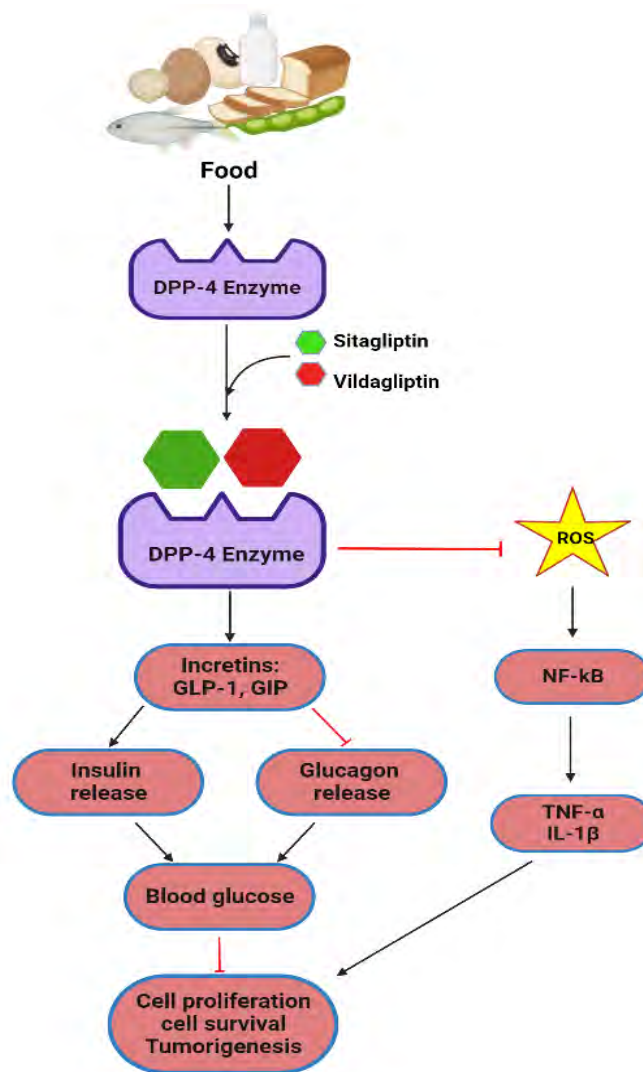 Food
DPP-4 Enzyme
Sitagliptin
Vildagliptin
DPP-4 Enzyme
ROS
Incretins:
GLP-1, GIP
NF-kB
Insulin
release
Glucagon
release
TNF-α
IL-1β
Blood glucose
Cell proliferation
cell survival
Tumorigenesis